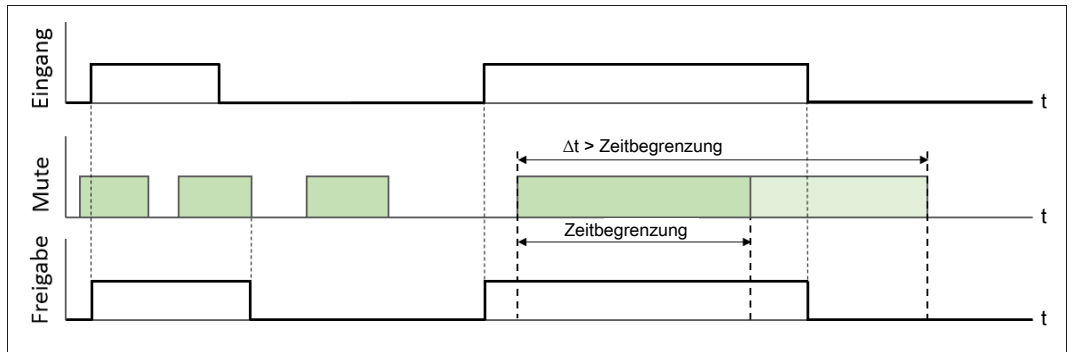 Eingang
t
Δt > Zeitbegrenzung
Mute
t
Zeitbegrenzung
Freigabe
t